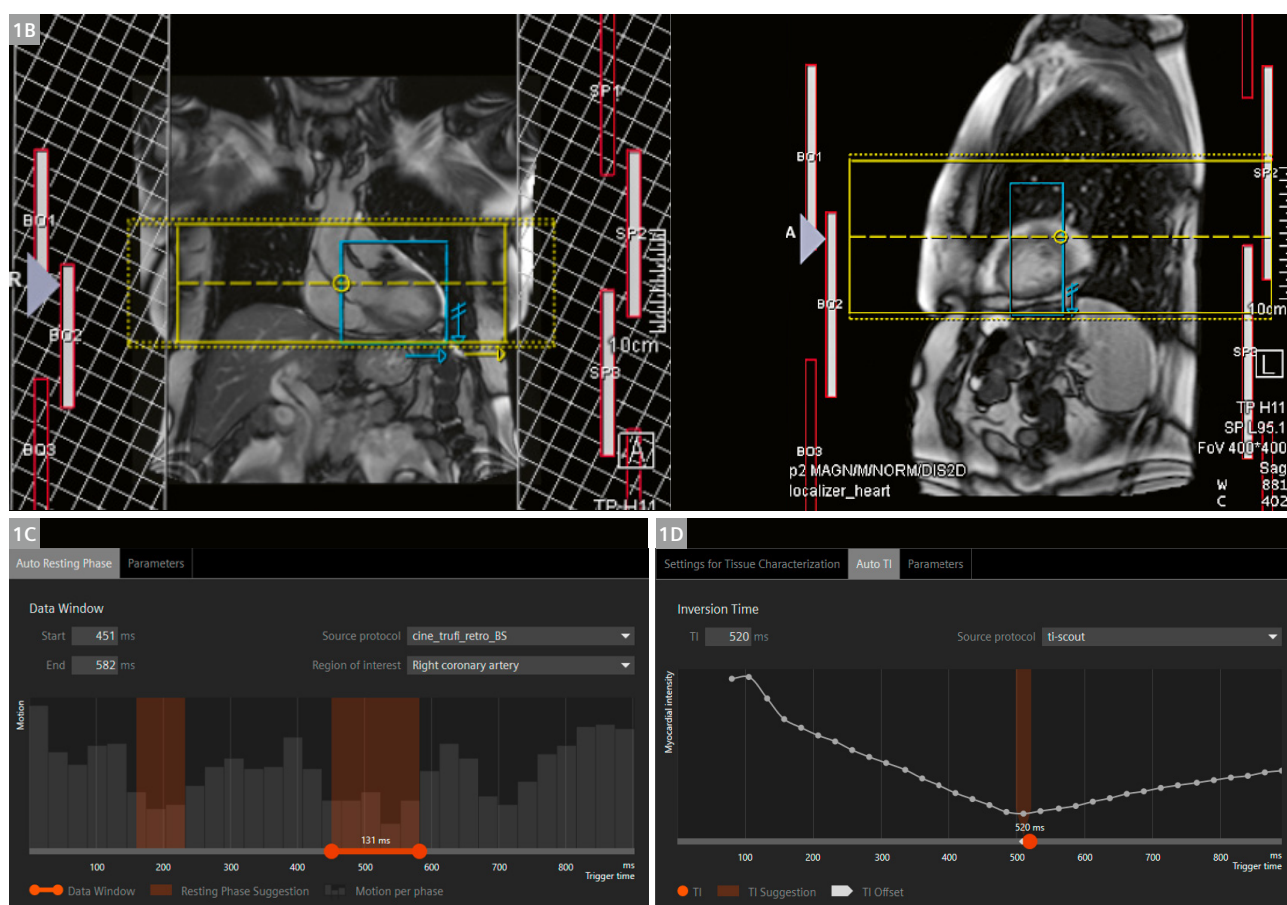 1B
SP1
BO1
R
BO2
SP2
10cm
SP3
BO3
A
TP H11
BO1
SP2
A
BO2
10cm
SP3
L
TP H11
SP L95.1
FoV 400*400
BO3
Sag
p2 MAGN/M/NORM/DIS2D
W 881
localizer_heart
C 402
1C
Auto Resting Phase Parameters
Data Window
Start 451 ms Source protocol cine_trufi_retro_BS
End 582 ms Region of interest Right coronary artery
Motion
131 ms
100 200 300 400 500 600 700 800 ms
Trigger time
Data Window Resting Phase Suggestion Motion per phase
1D
Settings for Tissue Characterization Auto TI Parameters
Inversion Time
TI 520 ms Source protocol ti-scout
Myocardial intensity
520 ms
100 200 300 400 500 600 700 800 ms
Trigger time
TI TI Suggestion TI Offset